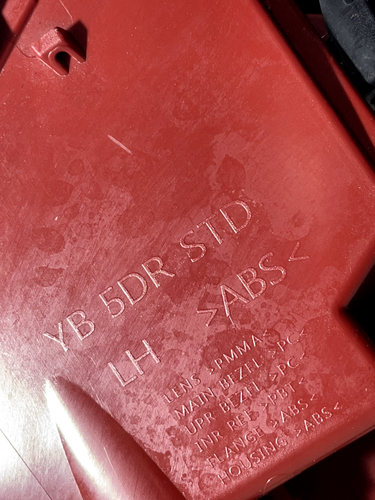 YB 5DR STD
LH >ABS<
LENS >PMMA<
MAIN BEZEL >PC<
UPR BEZEL >PC<
INR REF >PBT<
FLANGE >ABS<
HOUSING >ABS<